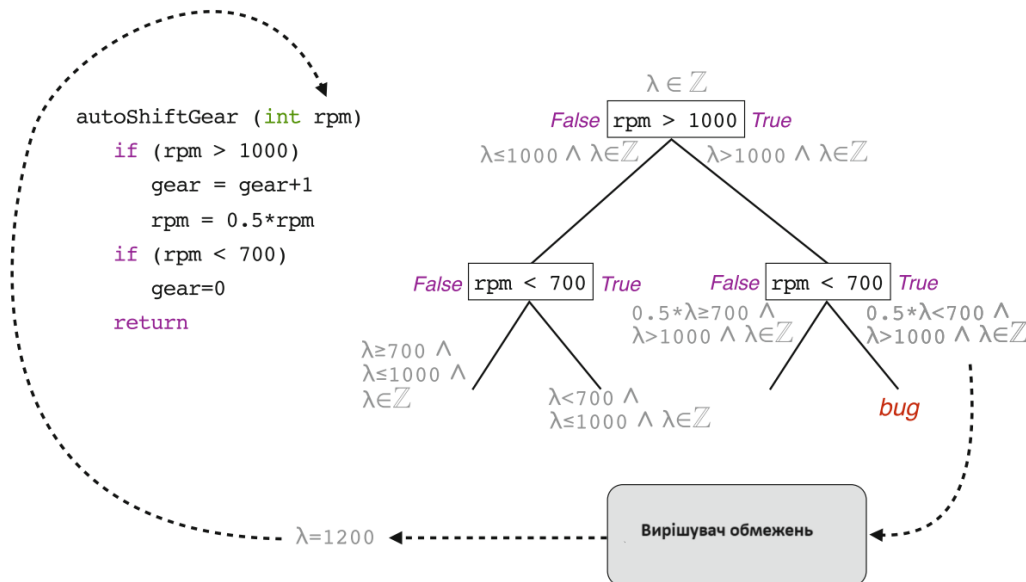 autoShiftGear (int rpm)
if (rpm > 1000)
gear = gear+1
rpm = 0.5*rpm
if (rpm < 700)
gear=0
return
λ ∈ ℤ
False rpm > 1000 True
λ≤1000 ∧ λ∈ℤ
λ>1000 ∧ λ∈ℤ
False rpm < 700 True
False rpm < 700 True
λ≥700 ∧
λ≤1000 ∧
λ∈ℤ
λ<700 ∧
λ≤1000 ∧ λ∈ℤ
0.5*λ≥700 ∧
λ>1000 ∧ λ∈ℤ
0.5*λ<700 ∧
λ>1000 ∧ λ∈ℤ
bug
λ=1200
Вирішувач обмежень